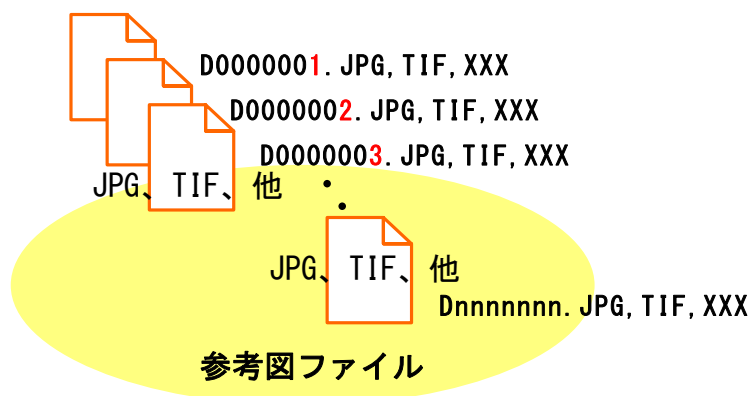 D0000001.JPG,TIF,XXX
D0000002.JPG,TIF,XXX
D0000003.JPG,TIF,XXX
JPG、TIF、他
JPG、TIF、他
Dnnnnnnn.JPG,TIF,XXX
参考図ファイル